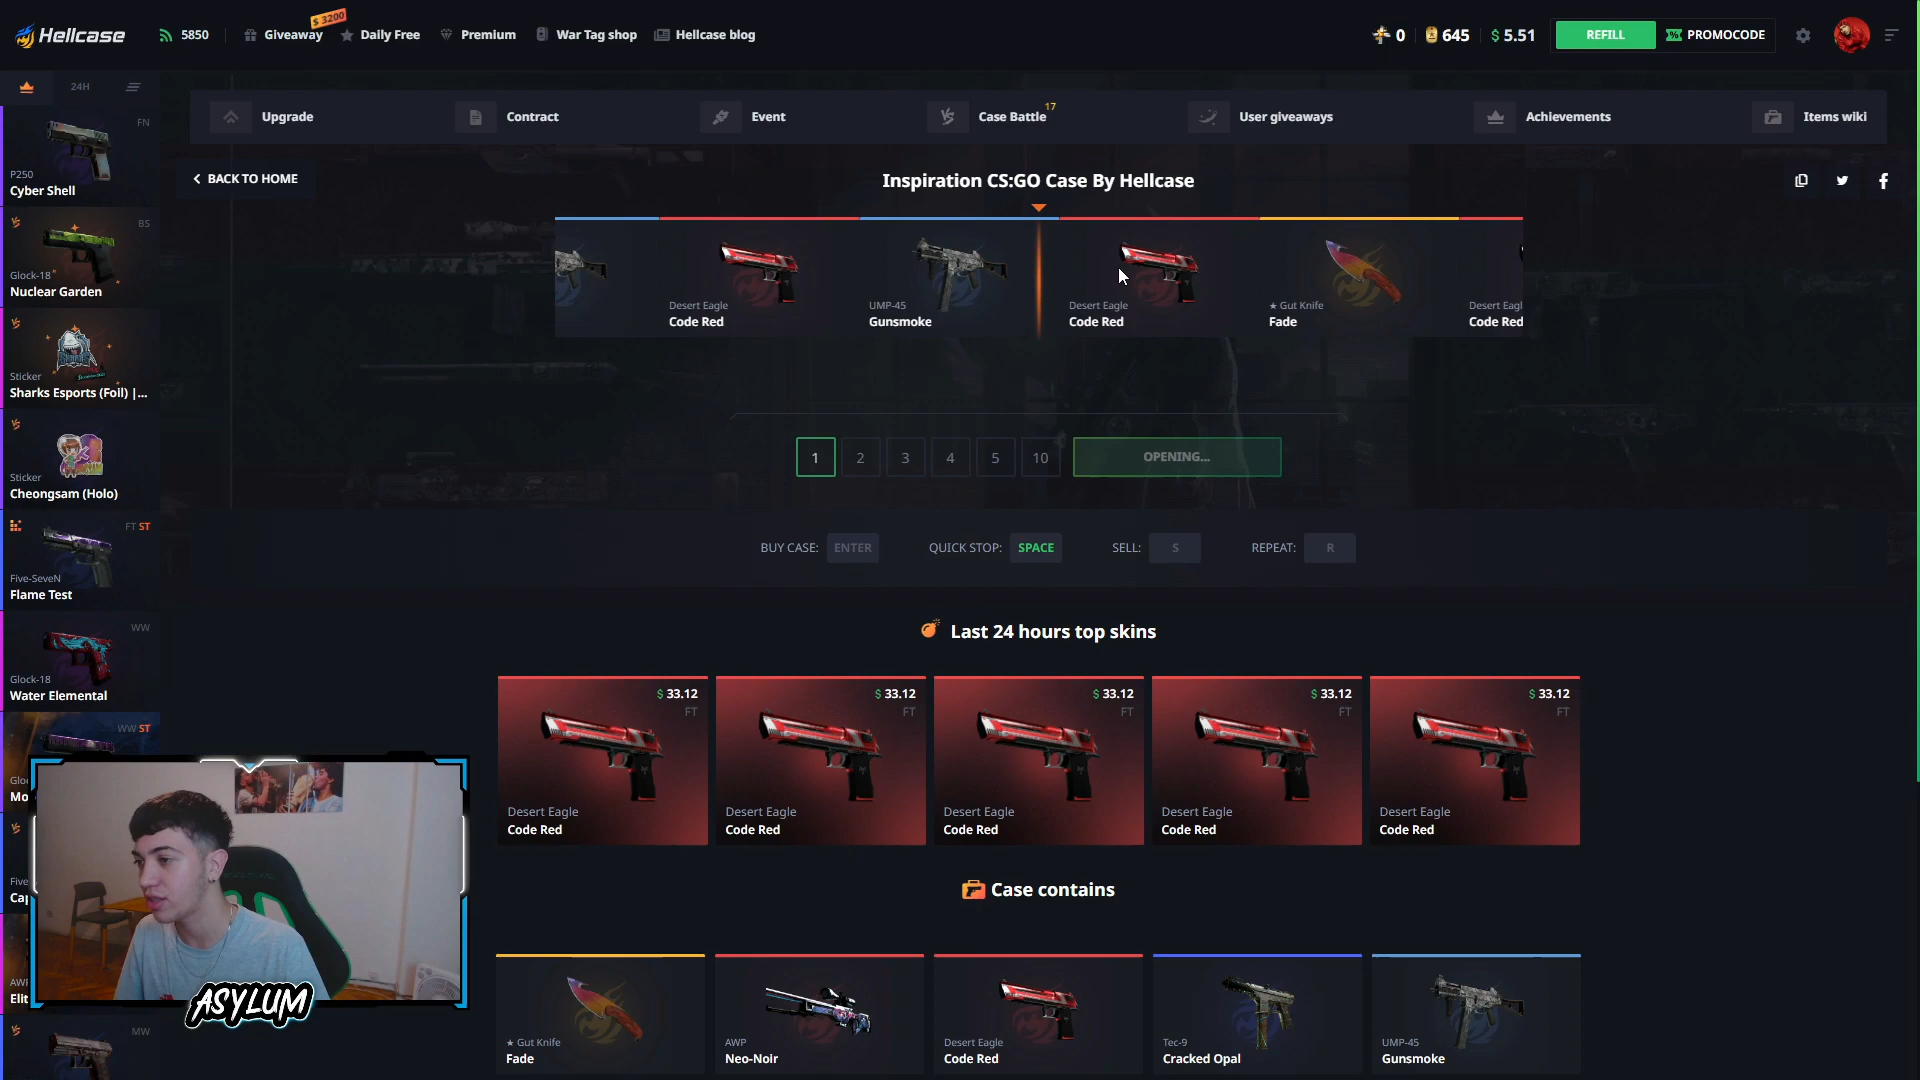 Hellcase
5850
Giveaway
$ 3200
Daily Free
Premium
War Tag shop
Hellcase blog
0
645
$ 5.51
REFILL
% PROMOCODE
24H
Upgrade
Contract
Event
Case Battle 17
User giveaways
Achievements
Items wiki
BACK TO HOME
Inspiration CS:GO Case By Hellcase
Desert Eagle
Code Red
UMP-45
Gunsmoke
Desert Eagle
Code Red
★ Gut Knife
Fade
Desert Eagl
Code Red
1 2 3 4 5 10
OPENING...
BUY CASE: ENTER
QUICK STOP: SPACE
SELL: S
REPEAT: R
FN
P250
Cyber Shell
BS
Glock-18*
Nuclear Garden
Sticker
Sharks Esports (Foil) |...
Sticker
Cheongsam (Holo)
FT ST
Five-SeveN
Flame Test
WW
Glock-18
Water Elemental
WW ST
Glo
Mo
Five
Cap
AW
Elit
MW
ASYLUM
Last 24 hours top skins
$ 33.12
FT
Desert Eagle
Code Red
$ 33.12
FT
Desert Eagle
Code Red
$ 33.12
FT
Desert Eagle
Code Red
$ 33.12
FT
Desert Eagle
Code Red
$ 33.12
FT
Desert Eagle
Code Red
Case contains
★ Gut Knife
Fade
AWP
Neo-Noir
Desert Eagle
Code Red
Tec-9
Cracked Opal
UMP-45
Gunsmoke